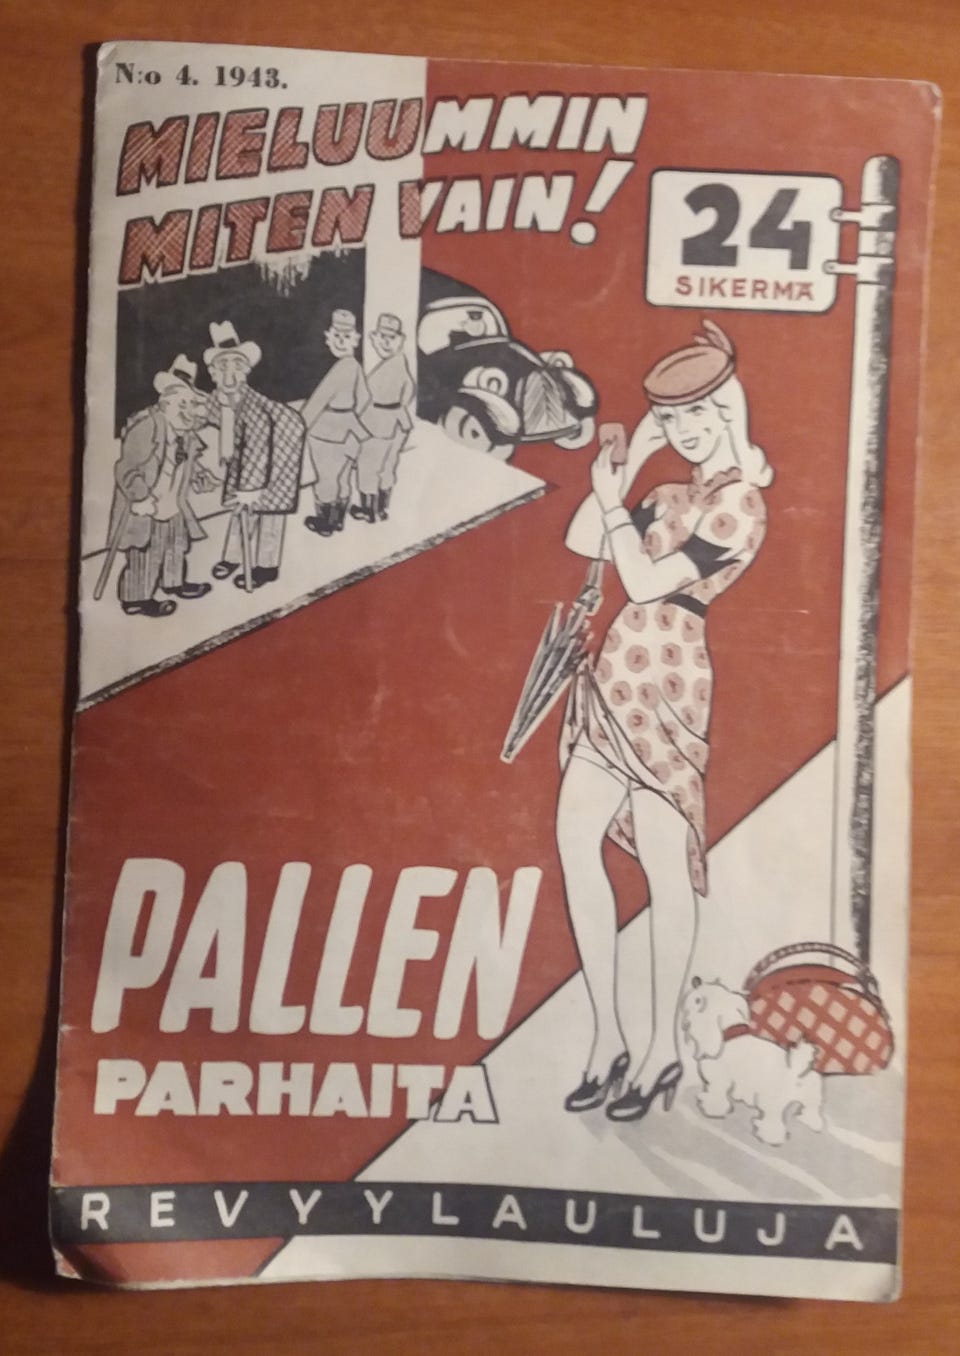 N:o 4. 1943.
MIELUUMMIN
MITEN VAIN!
24
SIKERMÄ
PALLEN
PARHAITA
REVYYLAULUJA